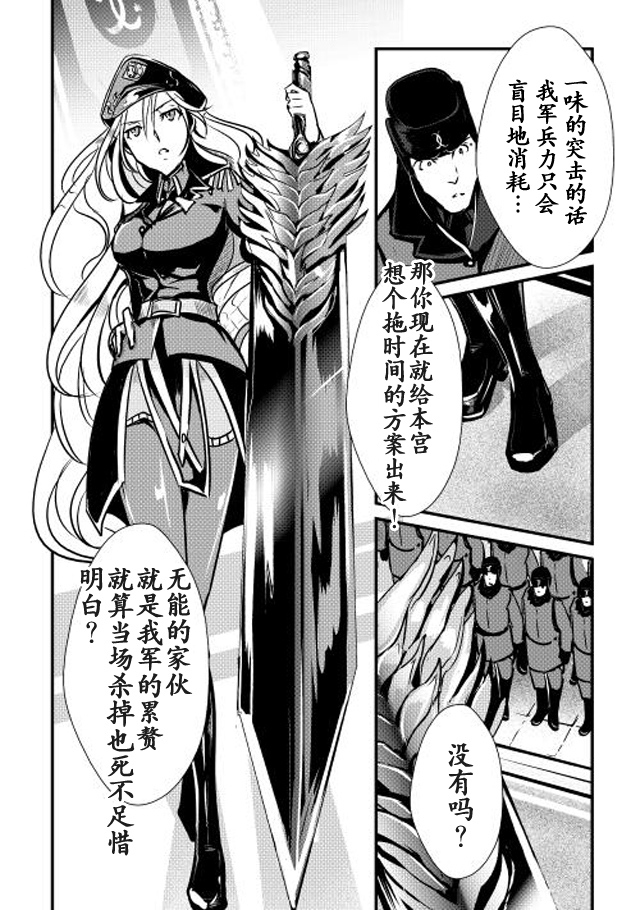 一味的突击的话
我军兵力只会
盲目地消耗…
那你现在就给本宫
想个拖时间的方案出来！
没有吗？
无能的家伙
就是我军的累赘
就算当场杀掉也死不足惜
明白？